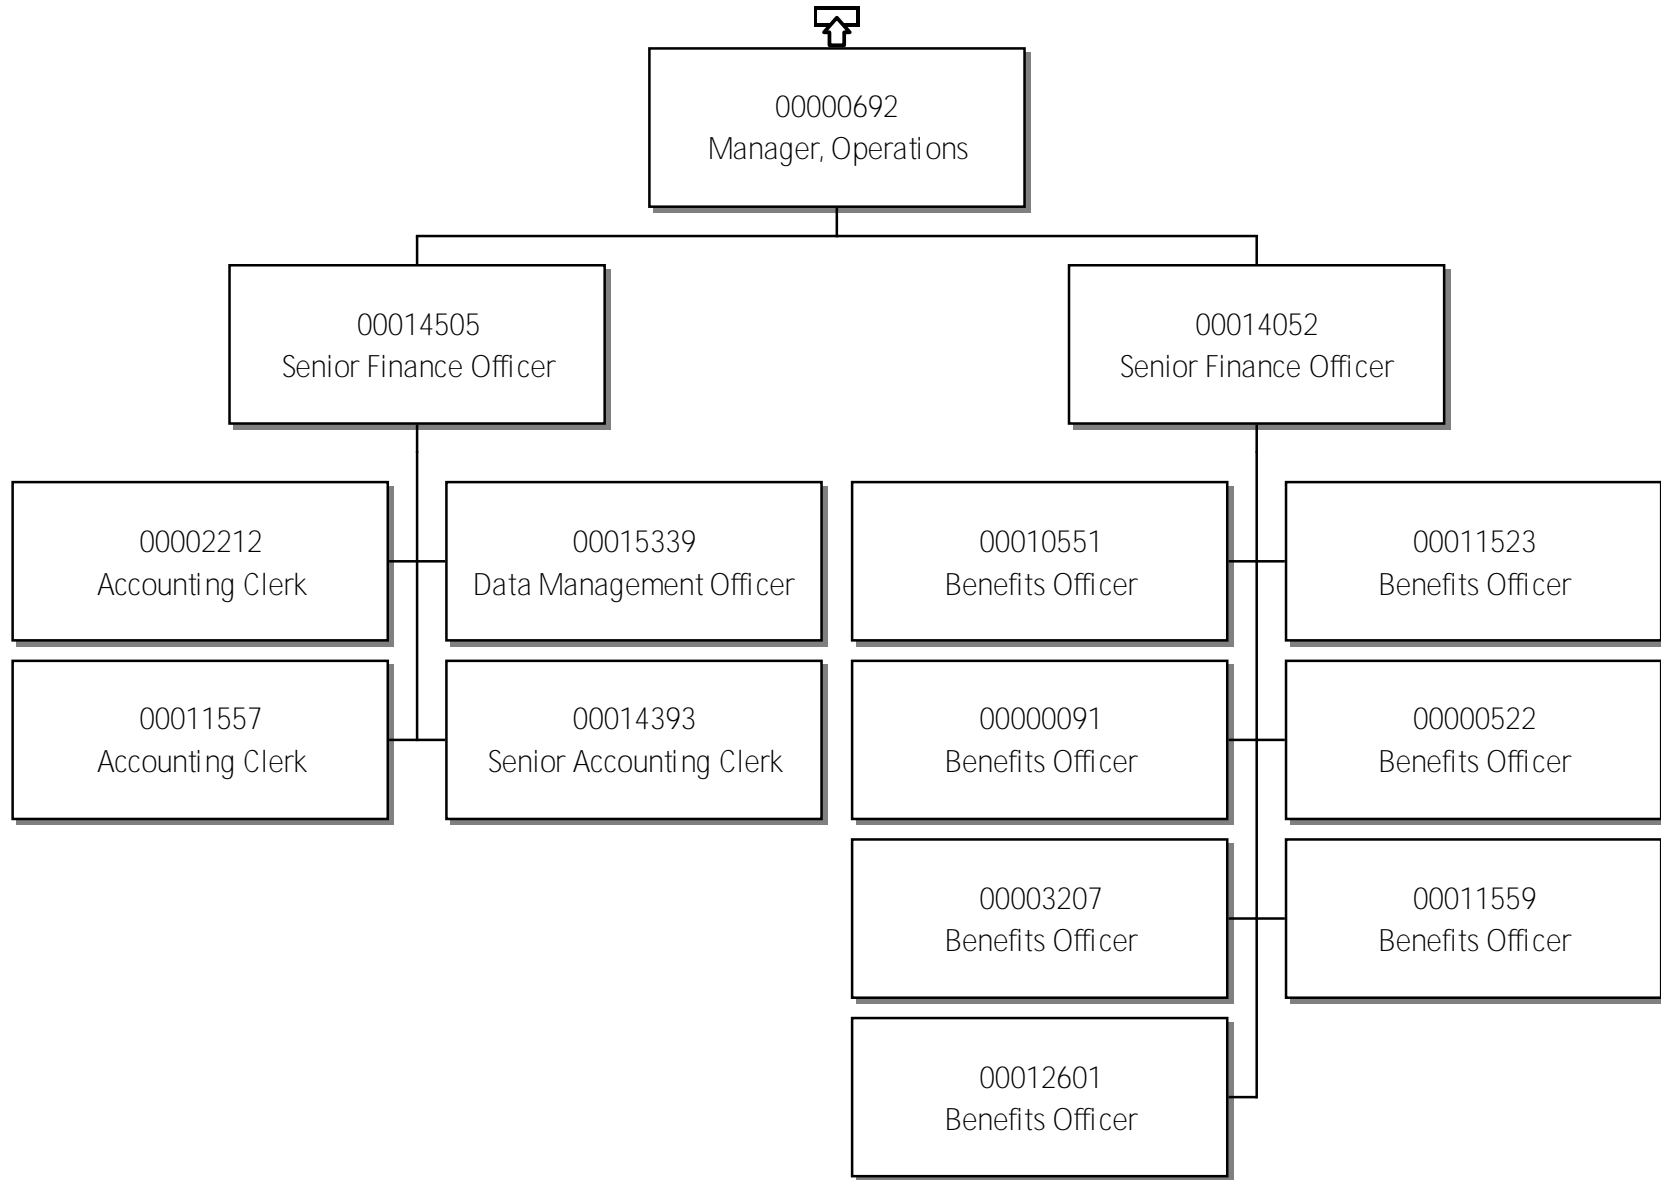 00000692
Manager, Operations
00014505
Senior Finance Officer
00014052
Senior Finance Officer
00002212
Accounting Clerk
00015339
Data Management Officer
00010551
Benefits Officer
00011523
Benefits Officer
00011557
Accounting Clerk
00014393
Senior Accounting Clerk
00000091
Benefits Officer
00000522
Benefits Officer
00003207
Benefits Officer
00011559
Benefits Officer
00012601
Benefits Officer